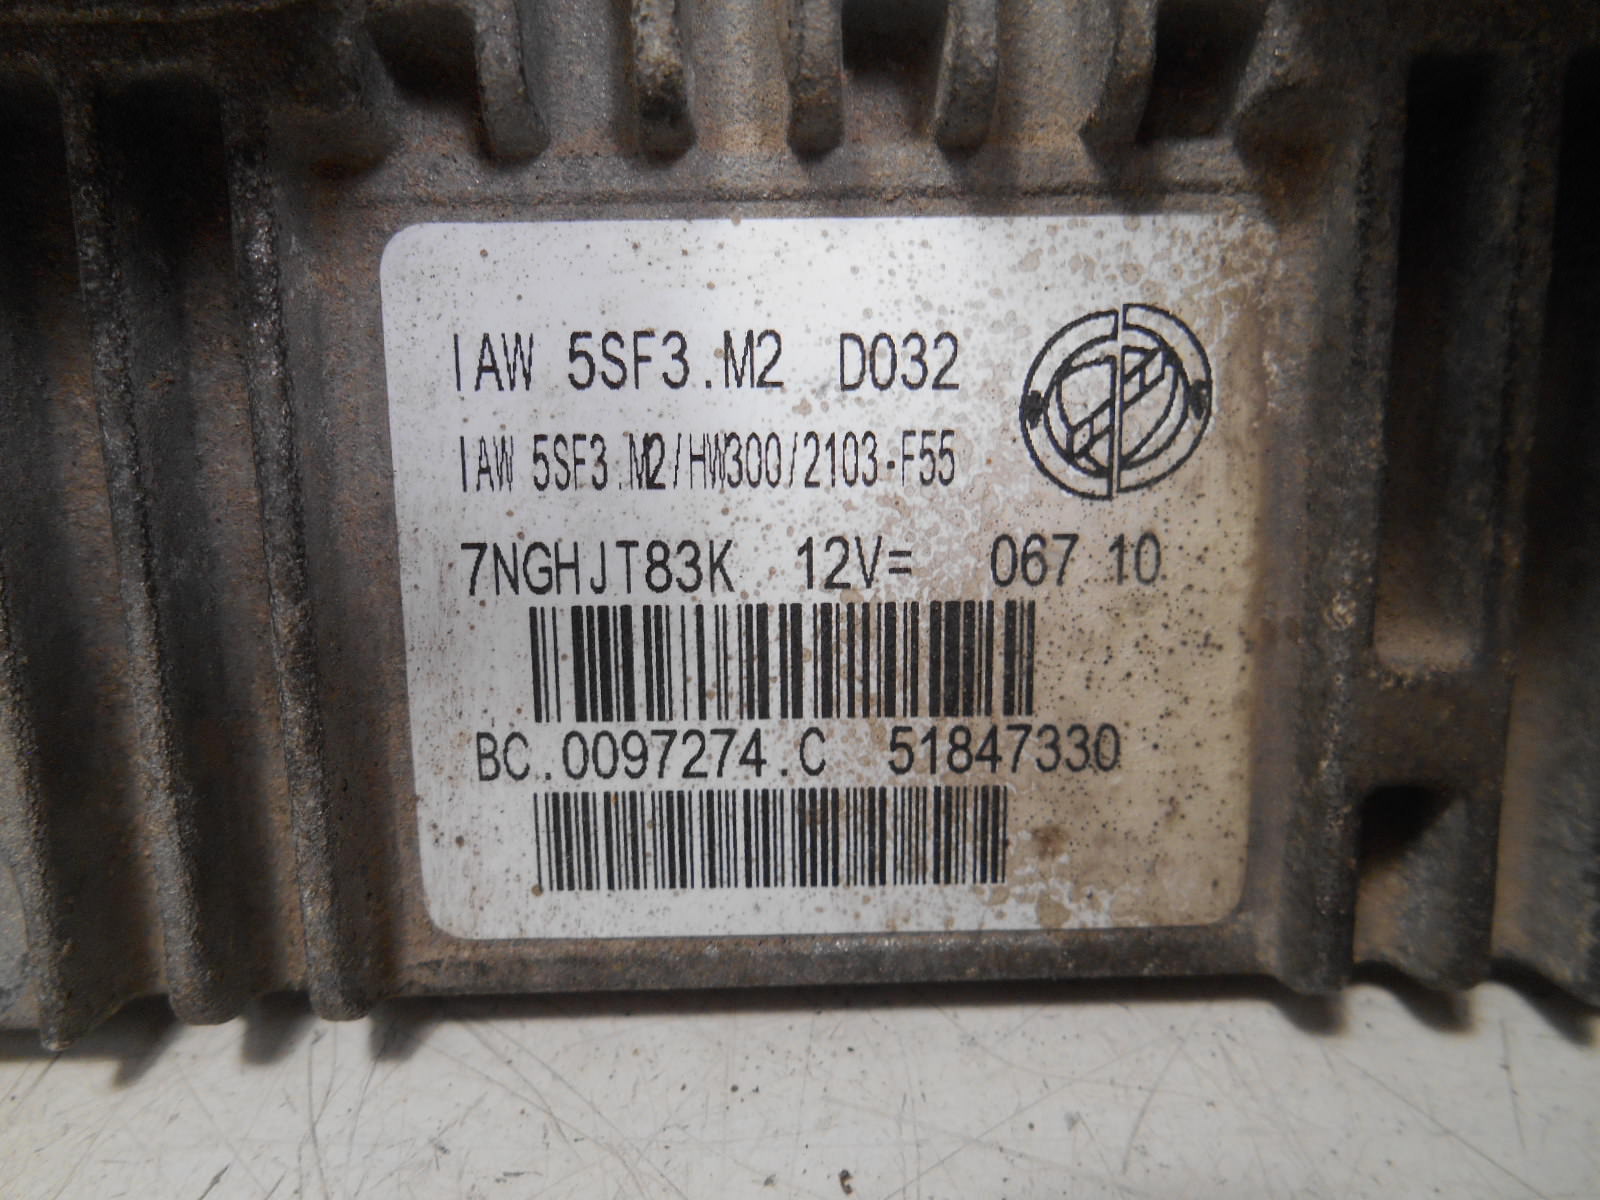 IAW 5SF3.M2 D032
IAW 5SF3.M2/HW300/2103-F55
7NGHJT83K 12V= 067 10
BC.0097274.C 51847330